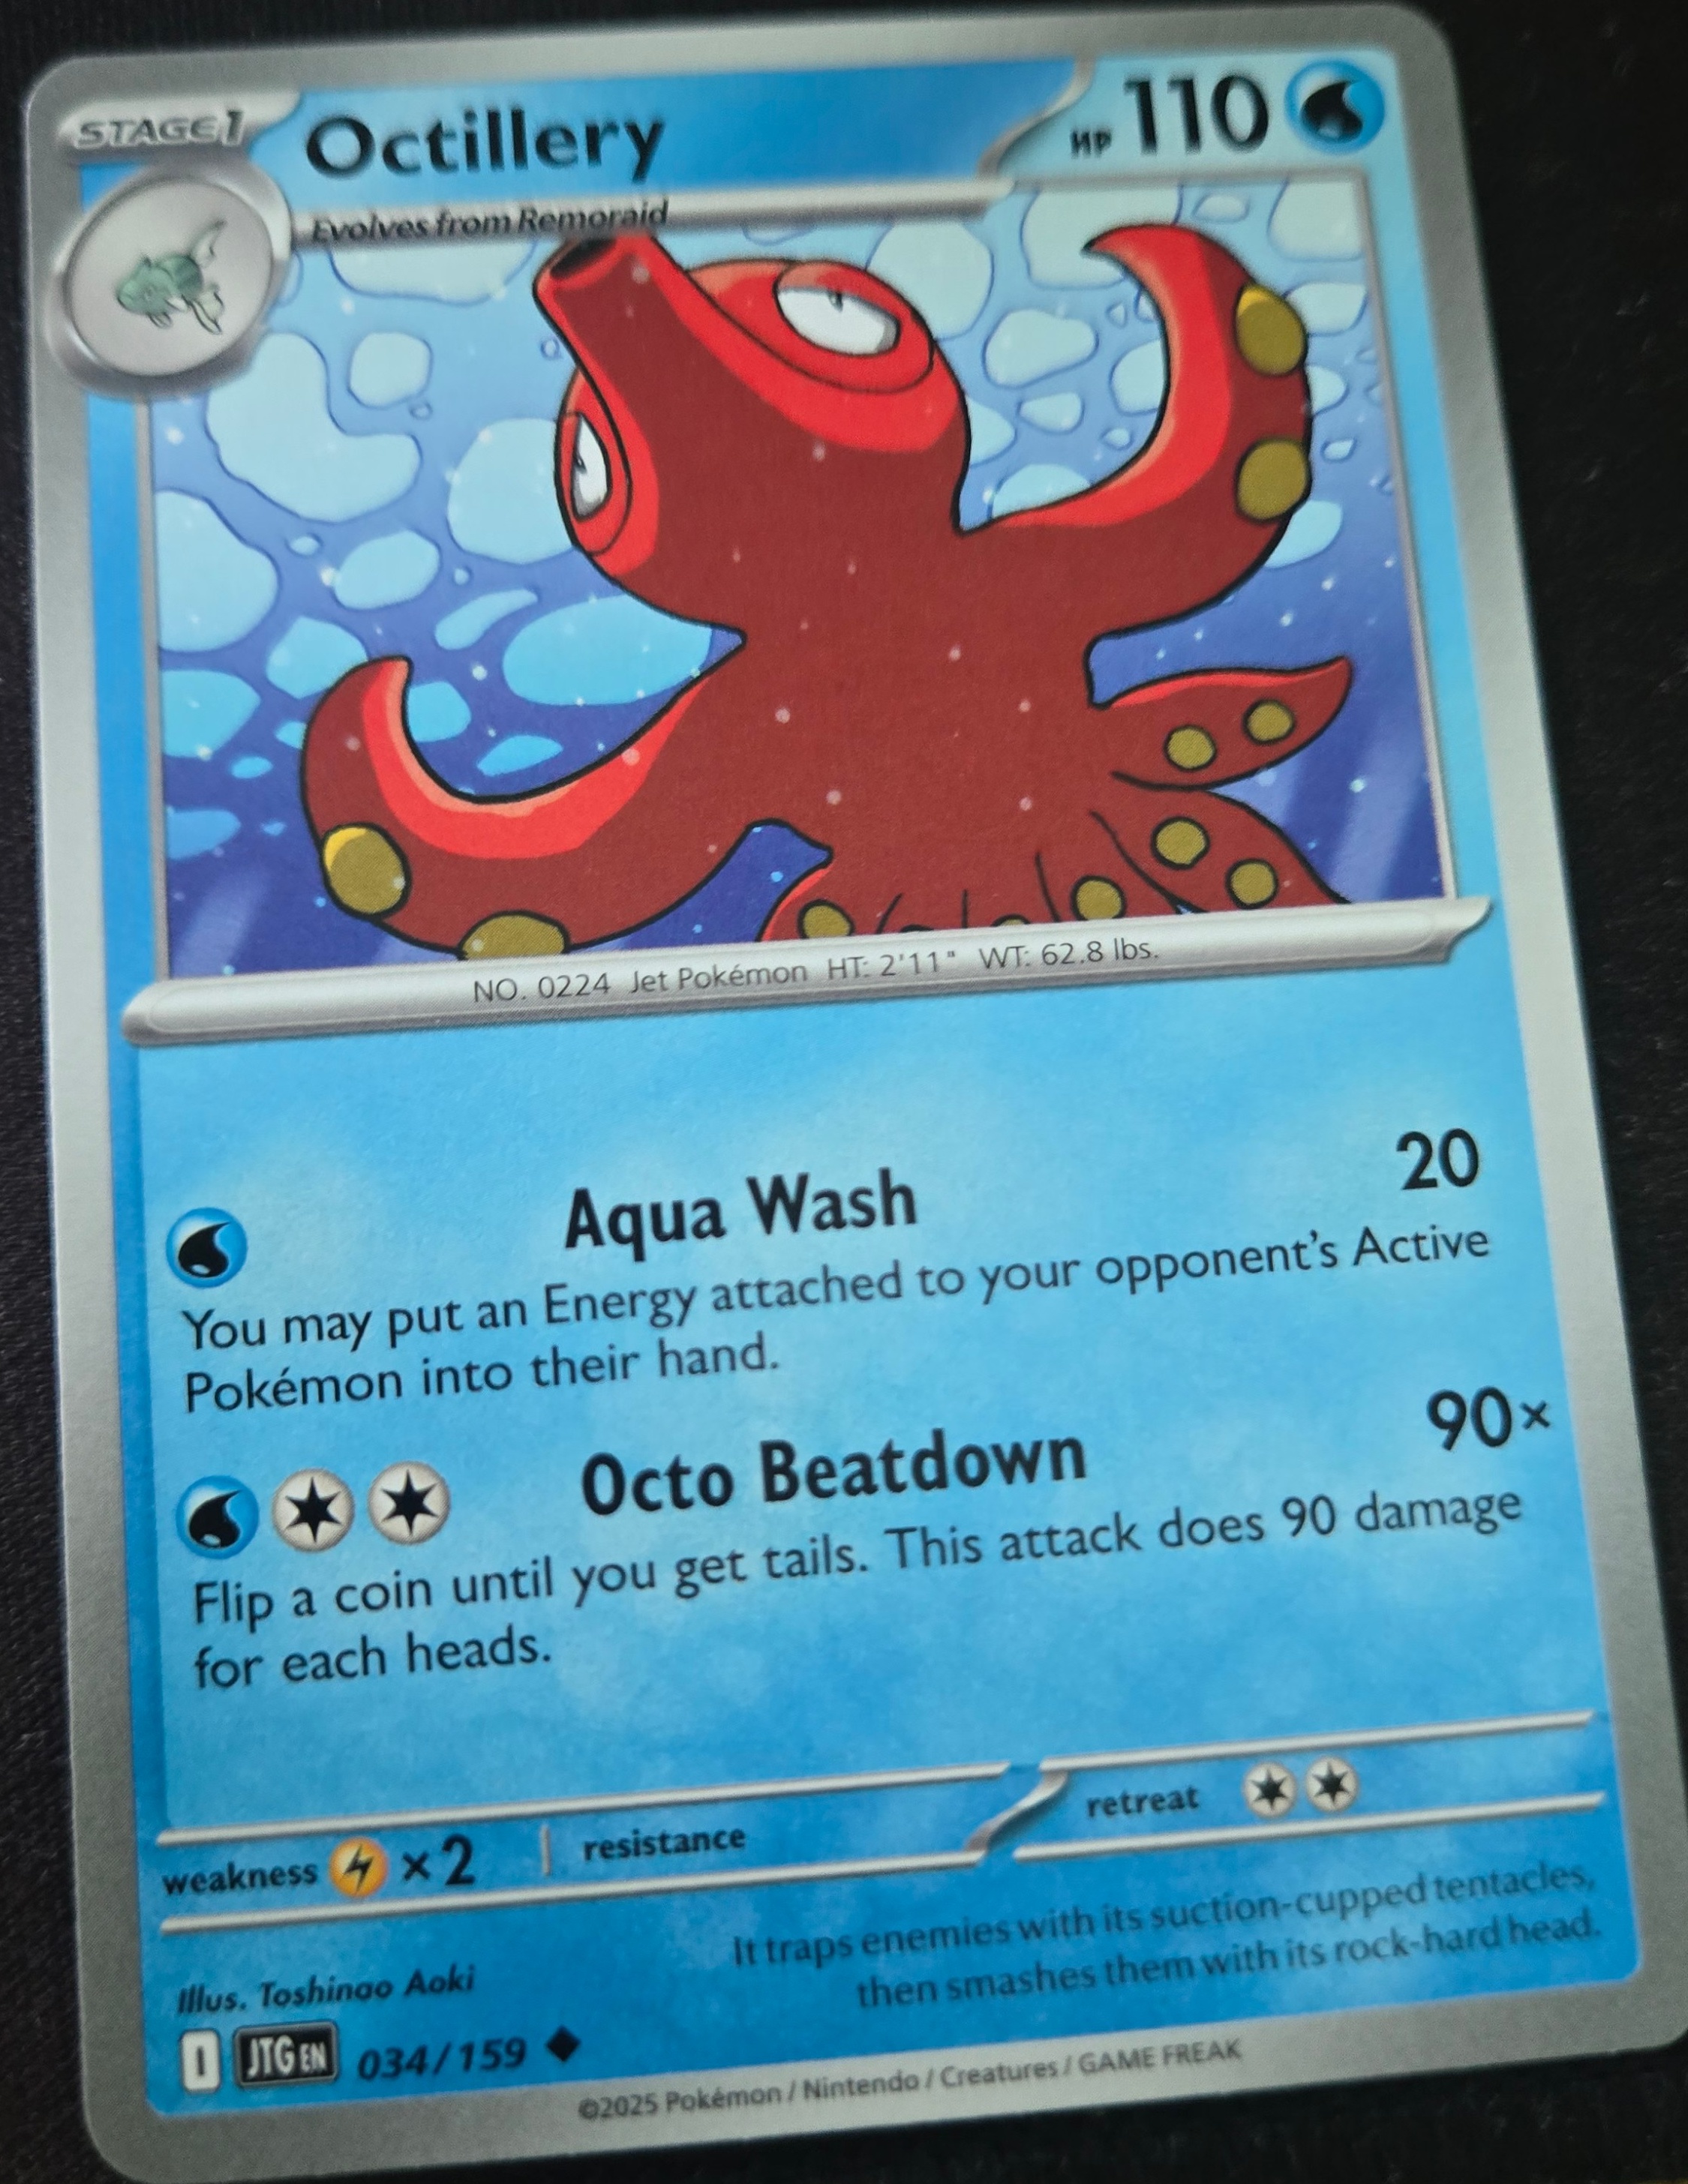 STAGE1 Octillery HP 110
Evolves from Remoraid
NO. 0224 Jet Pokémon HT: 2'11" WT: 62.8 lbs.
Aqua Wash 20
You may put an Energy attached to your opponent's Active
Pokémon into their hand.
Octo Beatdown 90×
Flip a coin until you get tails. This attack does 90 damage
for each heads.
weakness ×2 resistance retreat
It traps enemies with its suction-cupped tentacles,
then smashes them with its rock-hard head.
Illus. Toshinao Aoki
I JTG EN 034/159
©2025 Pokémon / Nintendo / Creatures / GAME FREAK